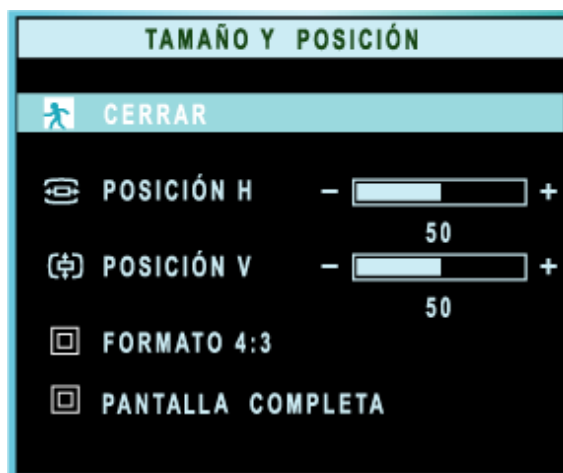 TAMAÑO Y POSICIÓN
CERRAR
POSICIÓN H - +
50
POSICIÓN V - +
50
FORMATO 4:3
PANTALLA COMPLETA